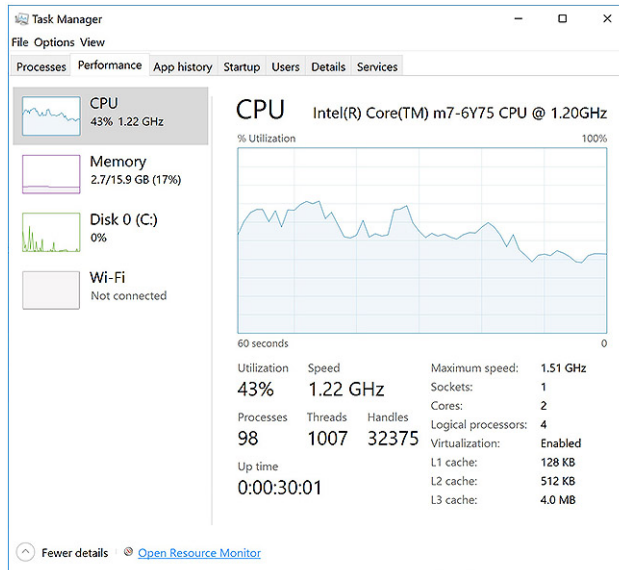 Task Manager
File Options View
Processes Performance App history Startup Users Details Services
CPU
43% 1.22 GHz
Memory
2.7/15.9 GB (17%)
Disk 0 (C:)
0%
Wi-Fi
Not connected
CPU Intel(R) Core(TM) m7-6Y75 CPU @ 1.20GHz
% Utilization 100%
60 seconds 0
Utilization Speed
43% 1.22 GHz
Processes Threads Handles
98 1007 32375
Up time
0:00:30:01
Maximum speed: 1.51 GHz
Sockets: 1
Cores: 2
Logical processors: 4
Virtualization: Enabled
L1 cache: 128 KB
L2 cache: 512 KB
L3 cache: 4.0 MB
Fewer details Open Resource Monitor